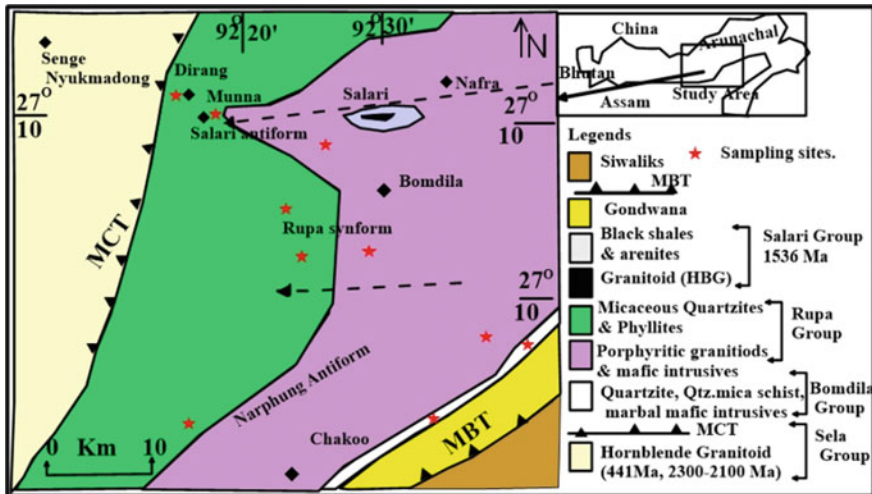 92° 20'
92° 30'
N
Senge
Nyukmadong
Dirang
Munna
Salari
Nafra
27° 10
27° 10
Salari antiform
Bomdila
Rupa synform
MCT
27° 10
Narphung Antiform
MBT
Chakoo
0 Km 10
China
Arunachal
Bhutan
Assam
Study Area
Legends
Siwaliks
Sampling sites.
MBT
Gondwana
Black shales
& arenites
Granitoid (HBG)
Salari Group
1536 Ma
Micaceous Quartzites
& Phyllites
Rupa
Group
Porphyritic granitiods
& mafic intrusives
Quartzite, Qtz.mica schist,
marbal mafic intrusives
Bomdila
Group
MCT
Sela
Group
Hornblende Granitoid
(441Ma, 2300-2100 Ma)